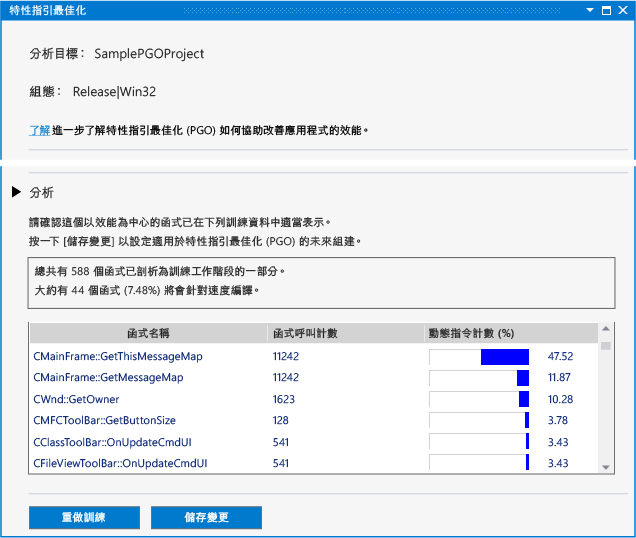 特性指引最佳化
分析目標： SamplePGOProject
組態： Release|Win32
了解 進一步了解特性指引最佳化 (PGO) 如何協助改善應用程式的效能。
分析
請確認這個以效能為中心的函式已在下列訓練資料中適當表示。
按一下 [儲存變更] 以設定適用於特性指引最佳化 (PGO) 的未來組建。
總共有 588 個函式已剖析為訓練工作階段的一部分。
大約有 44 個函式 (7.48%) 將會針對速度編譯。
函式名稱 函式呼叫計數 動態指令計數 (%)
CMainFrame::GetThisMessageMap 11242 47.52
CMainFrame::GetMessageMap 11242 11.87
CWnd::GetOwner 1623 10.28
CMFCToolBar::GetButtonSize 128 3.78
CClassToolBar::OnUpdateCmdUI 541 3.43
CFileViewToolBar::OnUpdateCmdUI 541 3.43
重做訓練 儲存變更